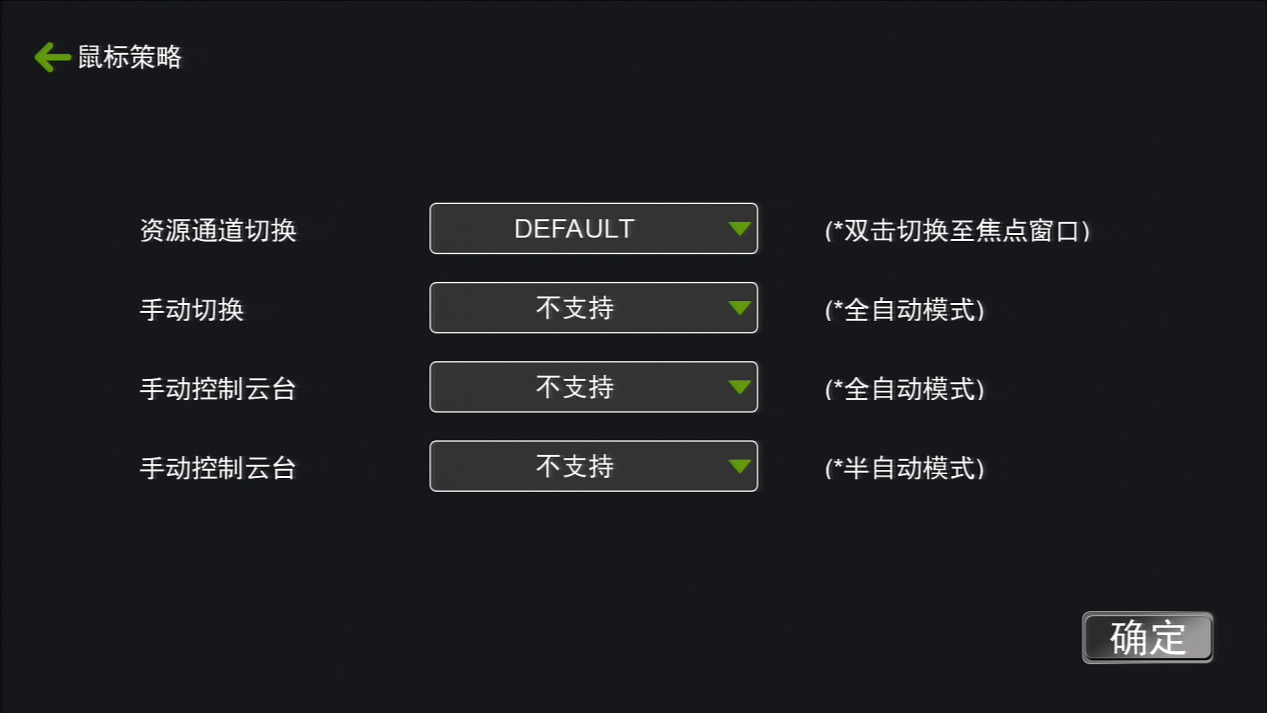 鼠标策略
资源通道切换 DEFAULT (*双击切换至焦点窗口)
手动切换 不支持 (*全自动模式)
手动控制云台 不支持 (*全自动模式)
手动控制云台 不支持 (*半自动模式)
确定